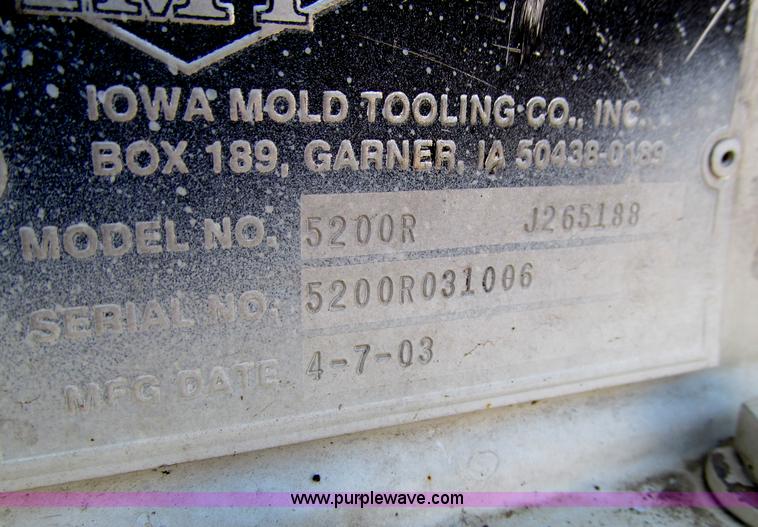 IMT
IOWA MOLD TOOLING CO., INC.
BOX 189, GARNER, IA 50438-0189
MODEL NO. 5200R J265188
SERIAL NO. 5200R031006
MFG DATE 4-7-03
www.purplewave.com